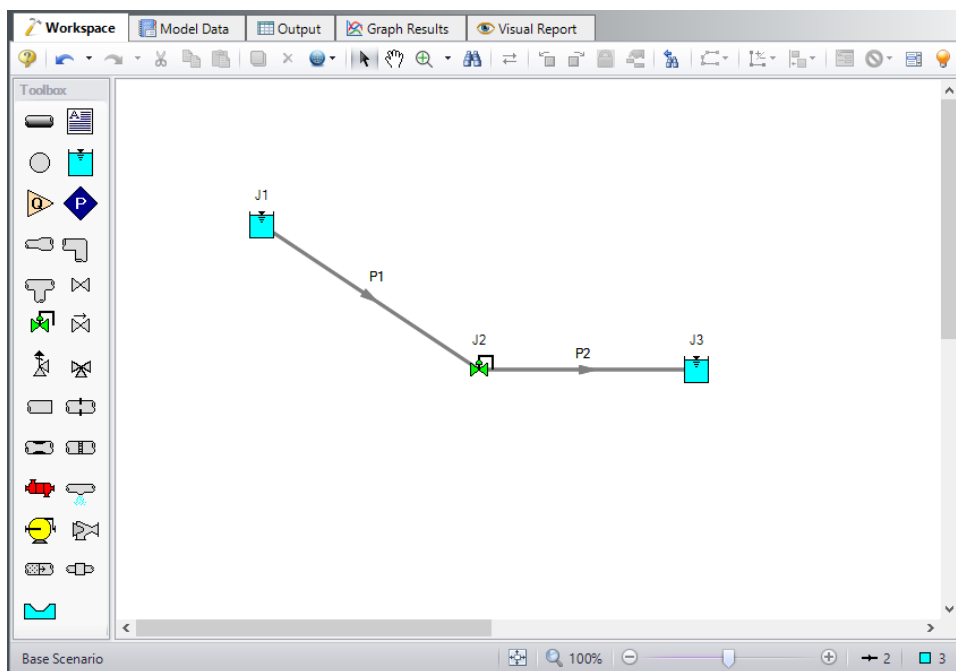 Workspace
Model Data
Output
Graph Results
Visual Report
Toolbox
A
Q
P
J1
P1
J2
P2
J3
Base Scenario
100%
2
3